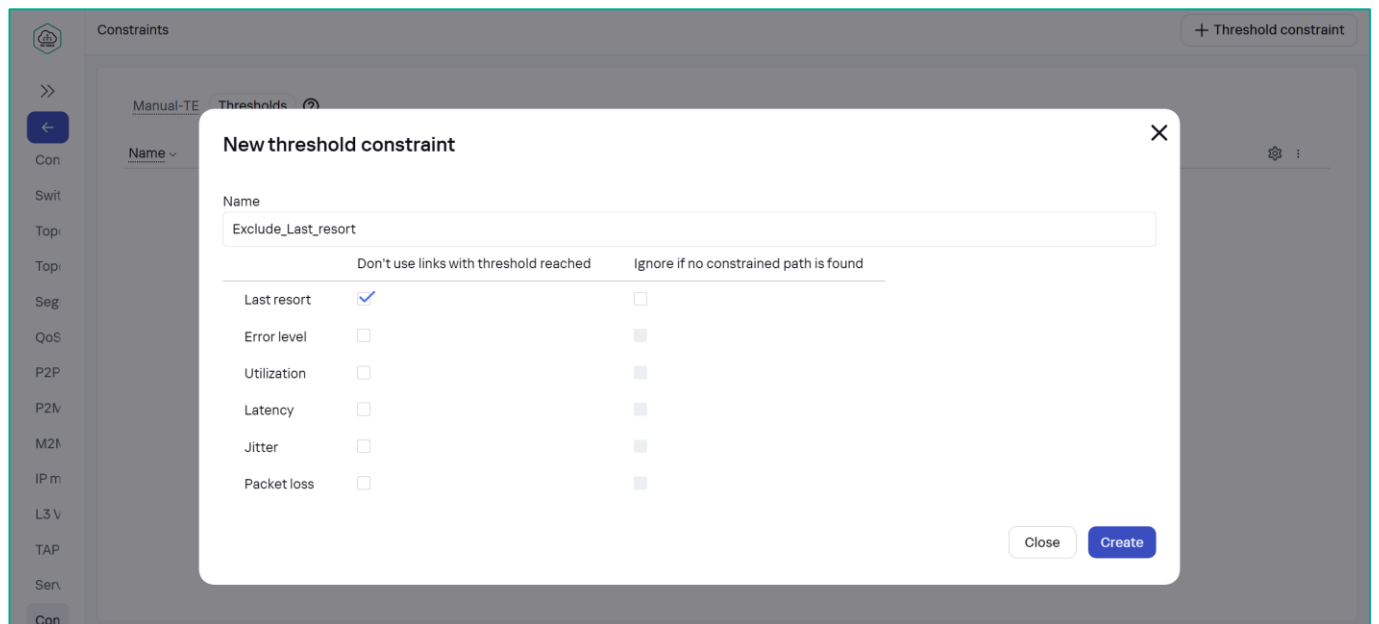 Constraints
+ Threshold constraint
Manual-TE Thresholds
Name
New threshold constraint
Name
Exclude_Last_resort
Don't use links with threshold reached Ignore if no constrained path is found
Last resort
Error level
Utilization
Latency
Jitter
Packet loss
Close Create
Con
Swit
Topo
Topo
Seg
QoS
P2P
P2M
M2M
IP m
L3 V
TAP
Serv
Con